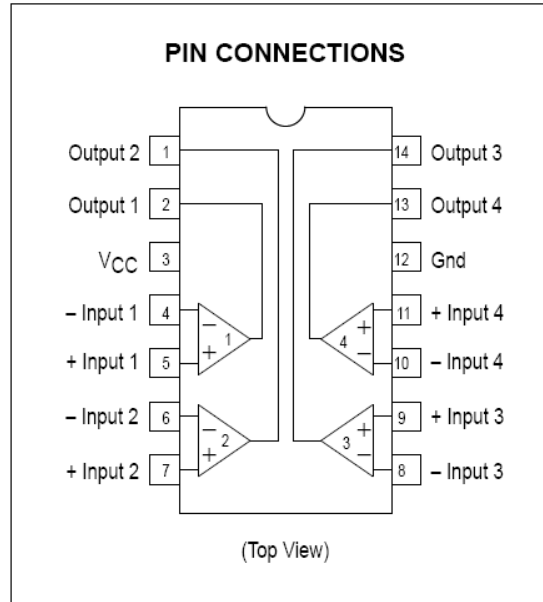 PIN CONNECTIONS
Output 2 1 14 Output 3
Output 1 2 13 Output 4
VCC 3 12 Gnd
– Input 1 4 – 11 + Input 4
+ Input 1 5 + 1 4 + – 10 – Input 4
– Input 2 6 – 9 + Input 3
+ Input 2 7 + 2 3 + – 8 – Input 3
(Top View)